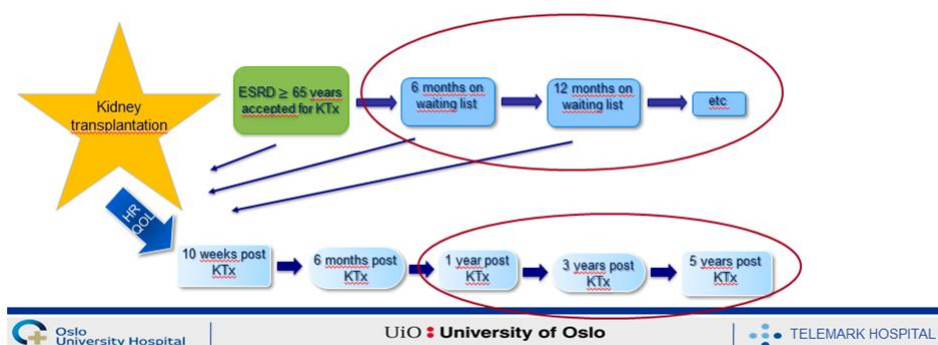 Kidney
transplantation
ESRD ≥ 65 years
accepted for KTx
6 months on
waiting list
12 months on
waiting list
etc
HR
QOL
10 weeks post
KTx
6 months post
KTx
1 year post
KTx
3 years post
KTx
5 years post
KTx
Oslo
University Hospital
UiO : University of Oslo
TELEMARK HOSPITAL